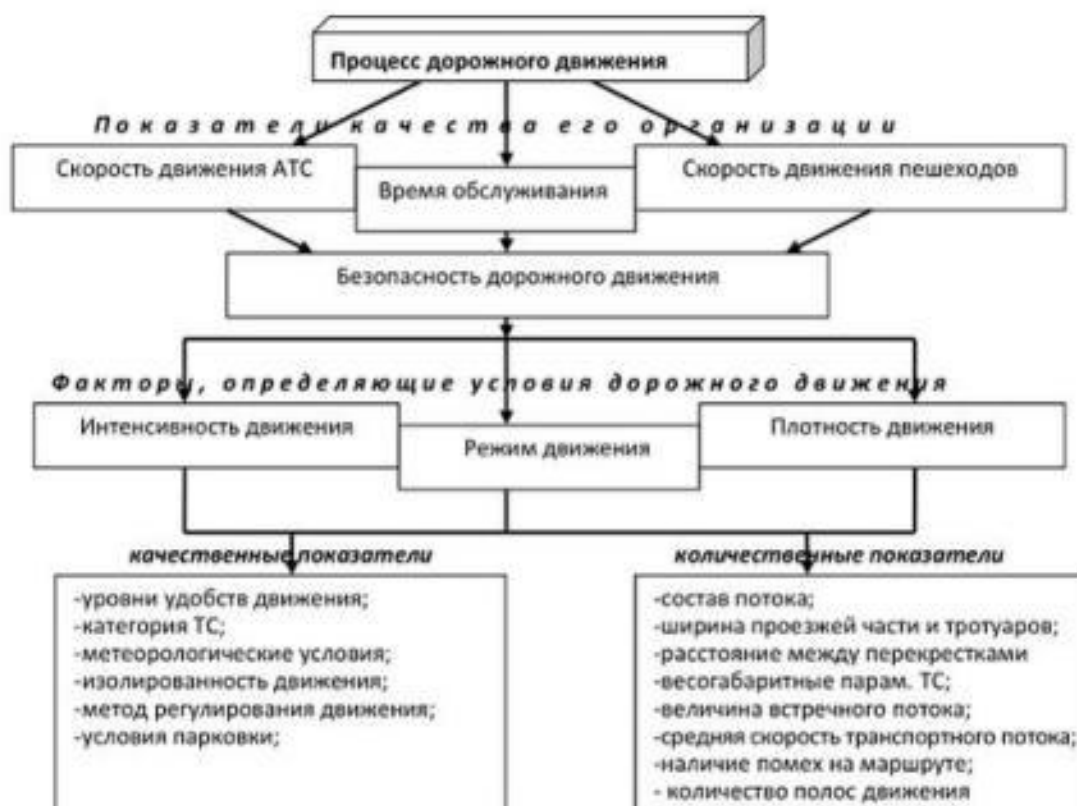 Процесс дорожного движения
Показатели качества его организации
Скорость движения АТС
Время обслуживания
Скорость движения пешеходов
Безопасность дорожного движения
Факторы, определяющие условия дорожного движения
Интенсивность движения
Режим движения
Плотность движения
качественные показатели
-уровни удобств движения;
-категория ТС;
-метеорологические условия;
-изолированность движения;
-метод регулирования движения;
-условия парковки;
количественные показатели
-состав потока;
-ширина проезжей части и тротуаров;
-расстояние между перекрестками
-весогабаритные парам. ТС;
-величина встречного потока;
-средняя скорость транспортного потока;
-наличие помех на маршруте;
- количество полос движения